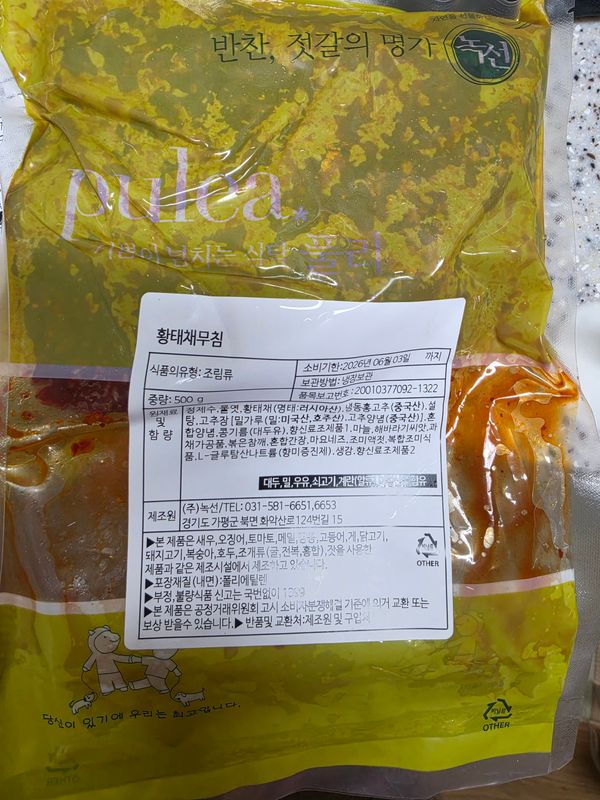 반찬, 젓갈의 명가
녹선
pulea
기쁨이 넘치는 식탁 풀리
황태채무침
식품의유형: 조림류
소비기한:2026년 06월 03일 까지
보관방법: 냉장보관
중량: 500 g
품목보고번호:20010377092-1322
원재료 및 함 량
정제수,물엿,황태채(명태:러시아산),냉동홍고추(중국산),설
탕,고추장[밀가루(밀:미국산,호주산),고추양념(중국산)],혼
합양념,콩기름(대두유),향신료조제품1,마늘,해바라기씨앗,과
채가공품,볶은참깨,혼합간장,마요네즈,조미액젓,복합조미식
품,L-글루탐산나트륨(향미증진제),생강,향신료조제품2
대두,밀,우유,쇠고기,계란(알류), 함유
제조원
(주)녹선/TEL: 031-581-6651,6653
경기도 가평군 북면 화악산로124번길 15
▶본 제품은 새우,오징어,토마토,메밀,땅콩,고등어,게,닭고기,
돼지고기,복숭아,호두,조개류(굴,전복,홍합),잣을 사용한
제품과 같은 제조시설에서 제조하고 있습니다.
▶포장재질(내면):폴리에틸렌
▶부정.불량식품 신고는 국번없이 1399
▶본 제품은 공정거래위원회 고시 소비자분쟁해결 기준에 의거 교환 또는
보상 받을수 있습니다.▶반품및 교환처:제조원 및 구입처
OTHER
당신이 있기에 우리는 최고입니다.
OTHER
OTHER